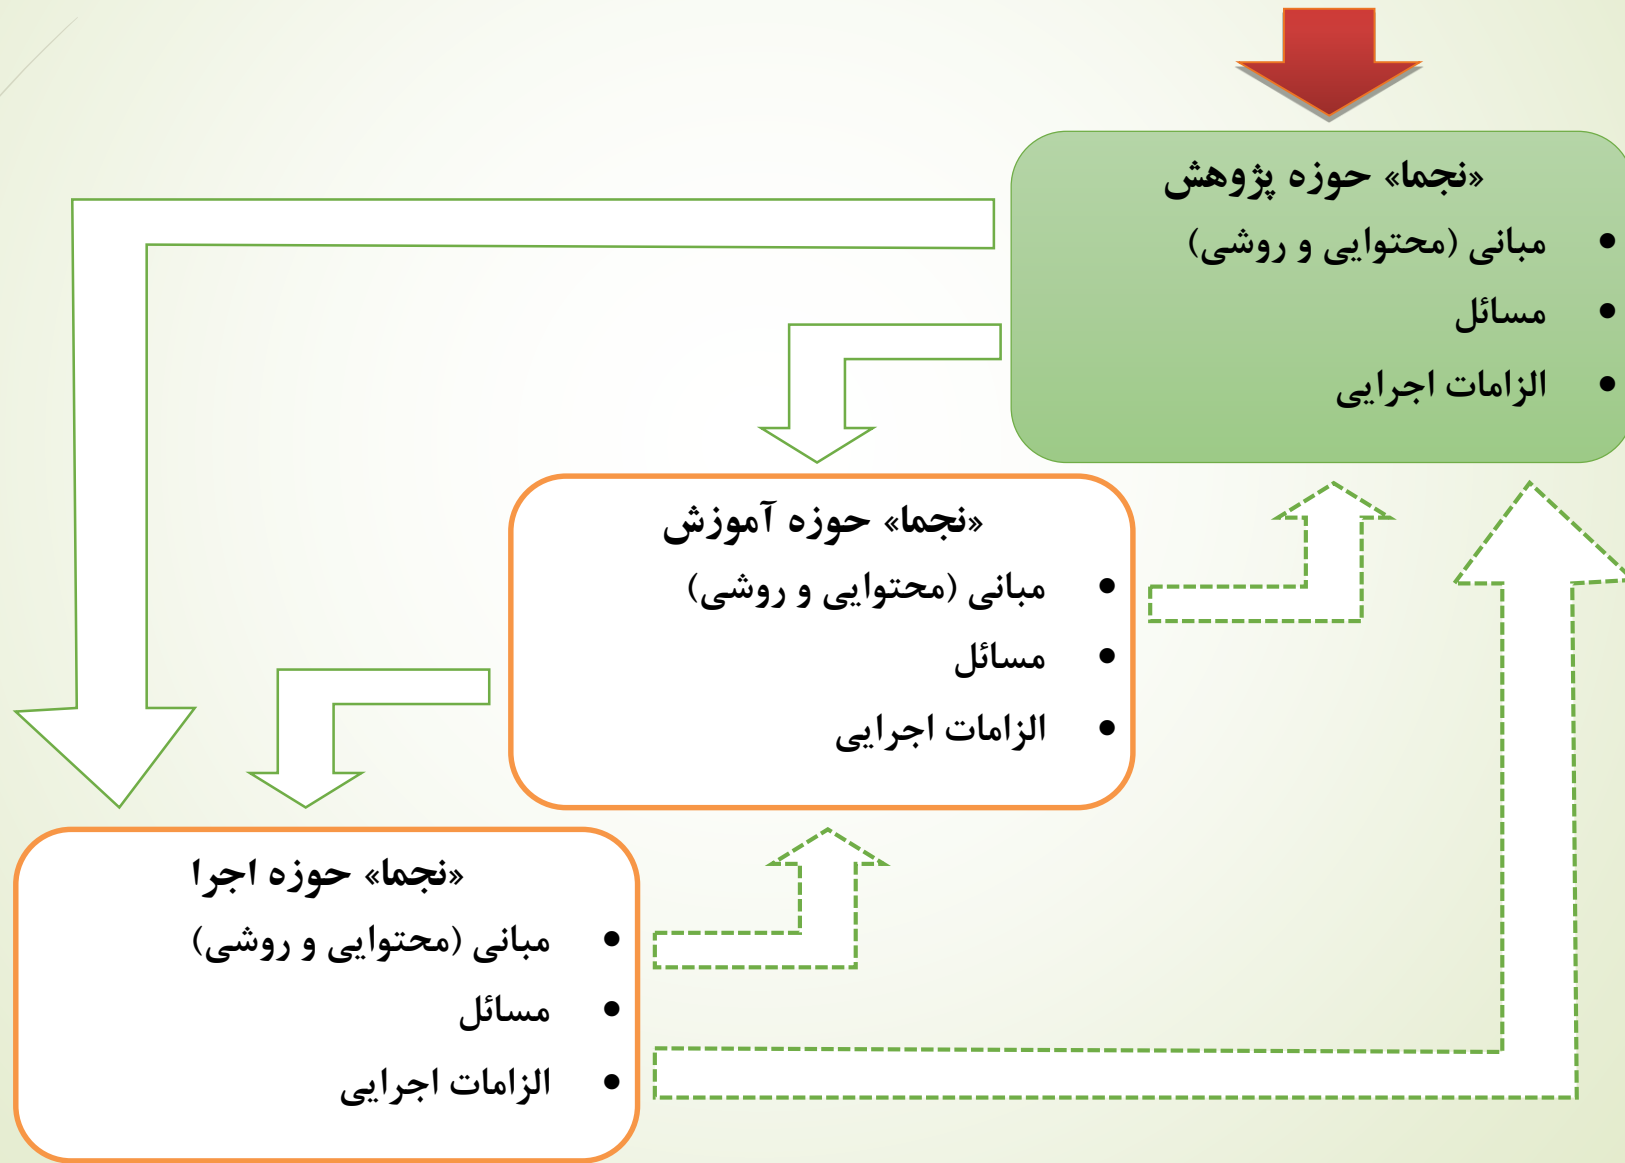 «نجما» حوزه پژوهش
• مبانی (محتوایی و روشی)
• مسائل
• الزامات اجرایی
«نجما» حوزه آموزش
• مبانی (محتوایی و روشی)
• مسائل
• الزامات اجرایی
«نجما» حوزه اجرا
• مبانی (محتوایی و روشی)
• مسائل
• الزامات اجرایی